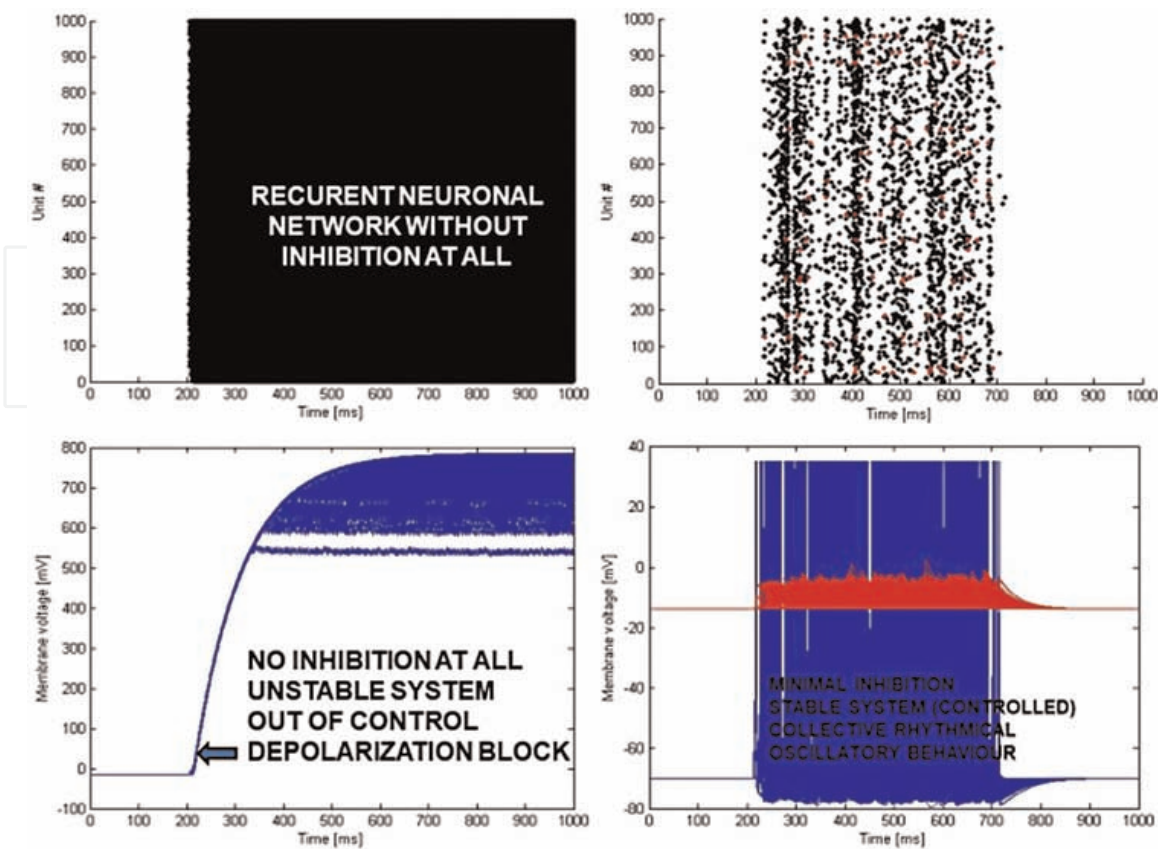 1000
900
800
700
600
500
400
300
200
100
0
Unit #
RECURENT NEURONAL
NETWORK WITHOUT
INHIBITION AT ALL
0 100 200 300 400 500 600 700 800 900 1000
Time [ms]
1000
900
800
700
600
500
400
300
200
100
0
Unit #
0 100 200 300 400 500 600 700 800 900 1000
Time [ms]
800
700
600
500
400
300
200
100
0
-100
Membrane voltage [mV]
NO INHIBITION AT ALL
UNSTABLE SYSTEM
OUT OF CONTROL
DEPOLARIZATION BLOCK
0 100 200 300 400 500 600 700 800 900 1000
Time [ms]
40
20
0
-20
-40
-60
-80
Membrane voltage [mV]
MINIMAL INHIBITION
STABLE SYSTEM (CONTROLLED)
COLLECTIVE RHYTHMICAL
OSCILLATORY BEHAVIOUR
0 100 200 300 400 500 600 700 800 900 1000
Time [ms]